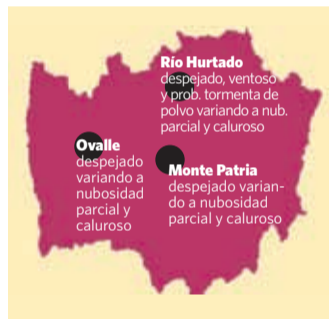 Río Hurtado
despejado, ventoso
y prob. tormenta de
polvo variando a nub.
parcial y caluroso
Ovalle
despejado
variando a
nubosidad
parcial y
caluroso
Monte Patria
despejado varian-
do a nubosidad
parcial y caluroso